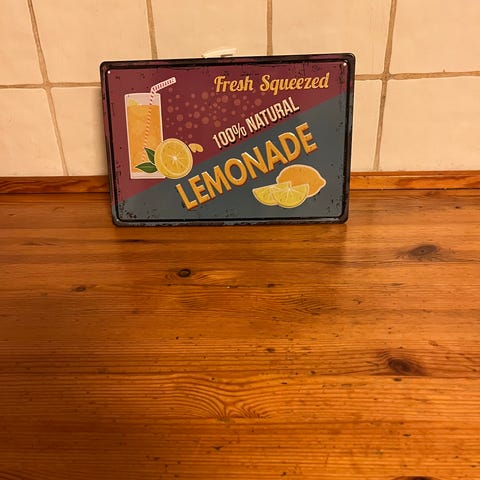 Fresh Squeezed
100% NATURAL
LEMONADE